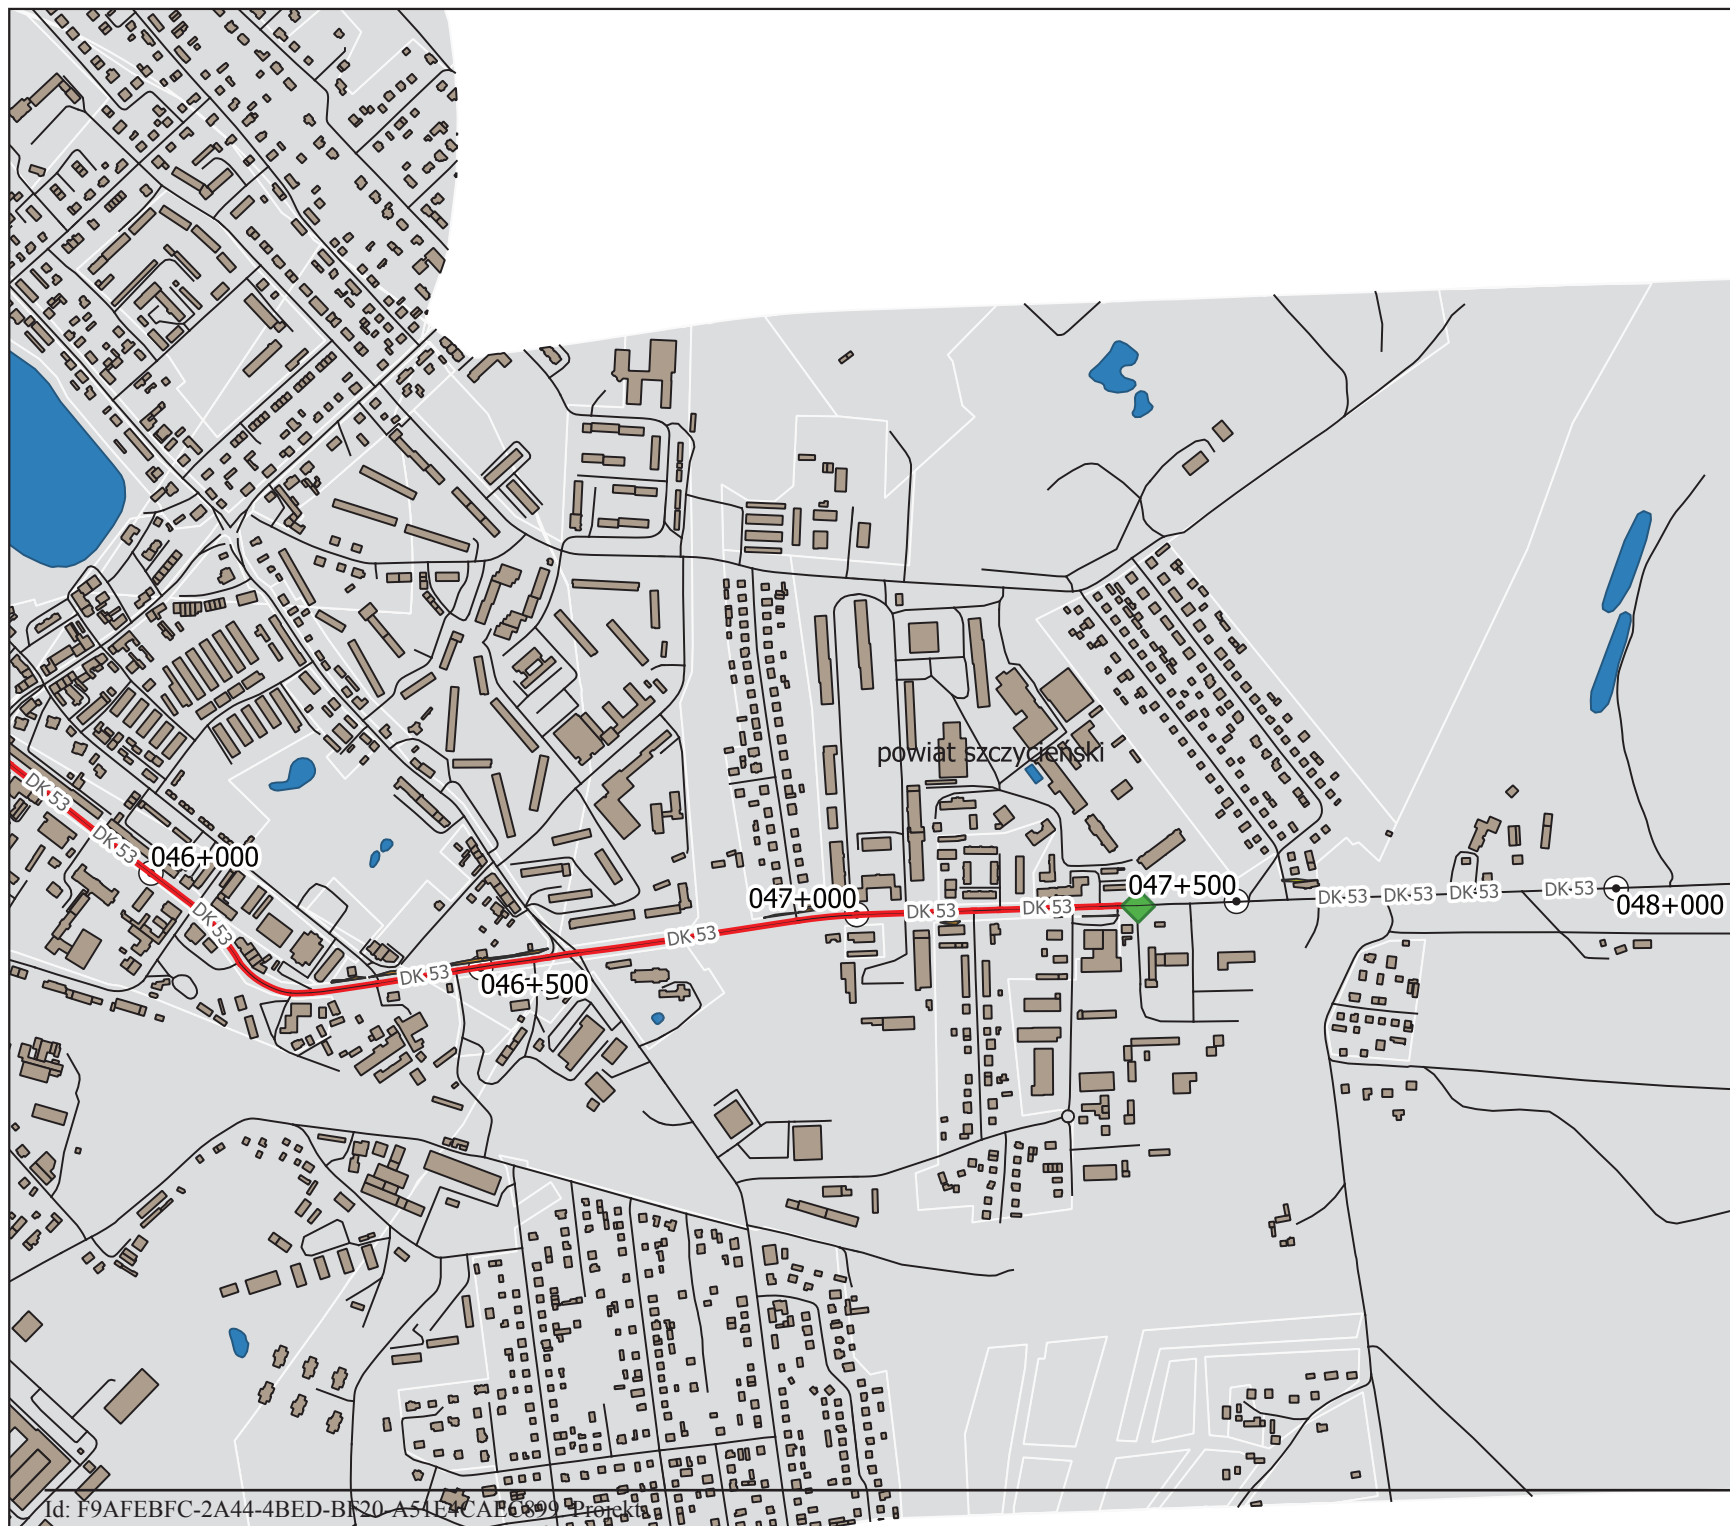 powiat szczycieński
DK-53
DK-53
046+000
DK-53
DK-53
046+500
DK-53
047+000
DK-53
DK-53
047+500
DK-53
DK-53
DK-53
DK-53
048+000
Id: F9AFEBFC-2A44-4BED-BF20-A51E4CAEC899. Projekt